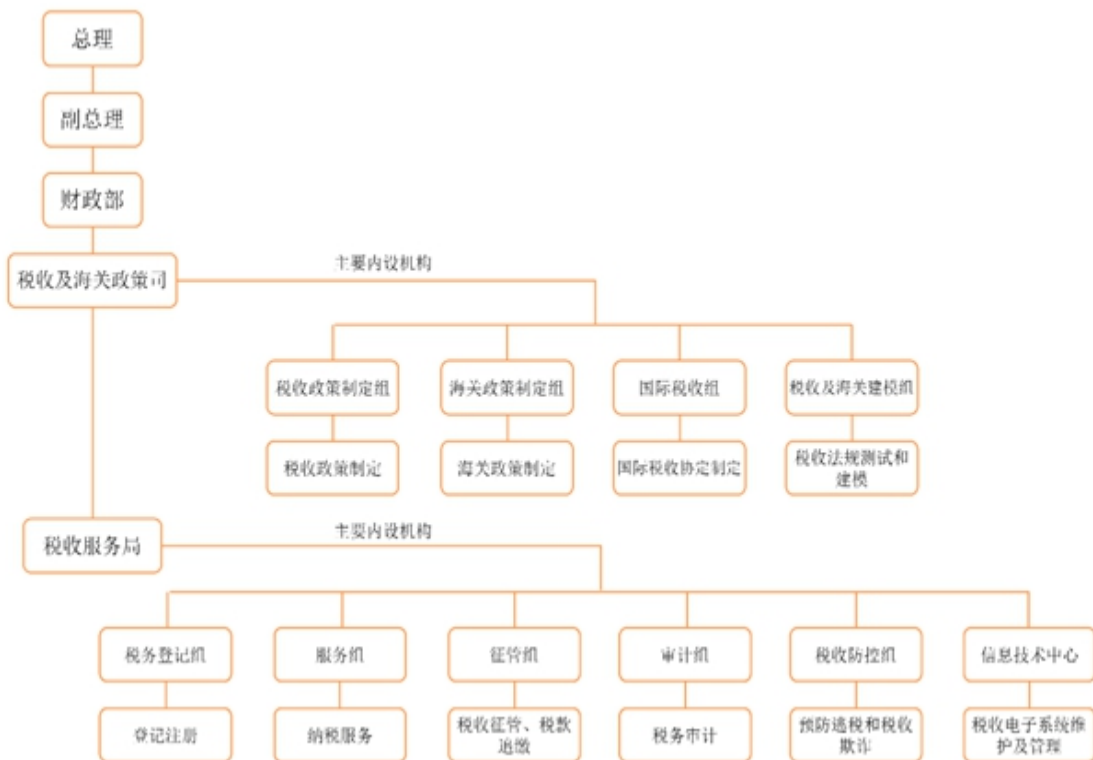 总理
副总理
财政部
税收及海关政策司
主要内设机构
税收政策制定组
海关政策制定组
国际税收组
税收及海关建模组
税收政策制定
海关政策制定
国际税收协定制定
税收法规测试和
建模
税收服务局
主要内设机构
税务登记组
服务组
征管组
审计组
税收防控组
信息技术中心
登记注册
纳税服务
税收征管、税款
追缴
税务审计
预防逃税和税收
欺诈
税收电子系统维
护及管理